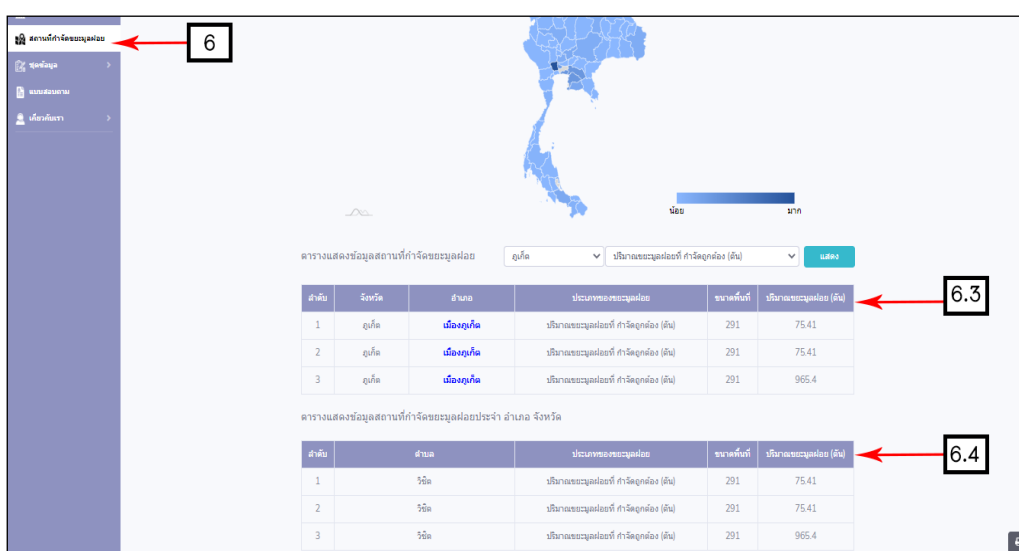 สถานที่กำจัดขยะมูลฝอย
6
ชุดข้อมูล
แบบสอบถาม
เกี่ยวกับเรา
น้อย มาก
ตารางแสดงข้อมูลสถานที่กำจัดขยะมูลฝอย ภูเก็ต ปริมาณขยะมูลฝอยที่ กำจัดถูกต้อง (ตัน) แสดง
6.3
ลำดับ จังหวัด อำเภอ ประเภทของขยะมูลฝอย ขนาดพื้นที่ ปริมาณขยะมูลฝอย (ตัน)
1 ภูเก็ต เมืองภูเก็ต ปริมาณขยะมูลฝอยที่ กำจัดถูกต้อง (ตัน) 291 75.41
2 ภูเก็ต เมืองภูเก็ต ปริมาณขยะมูลฝอยที่ กำจัดถูกต้อง (ตัน) 291 75.41
3 ภูเก็ต เมืองภูเก็ต ปริมาณขยะมูลฝอยที่ กำจัดถูกต้อง (ตัน) 291 965.4
ตารางแสดงข้อมูลสถานที่กำจัดขยะมูลฝอยประจำ อำเภอ จังหวัด
6.4
ลำดับ ตำบล ประเภทของขยะมูลฝอย ขนาดพื้นที่ ปริมาณขยะมูลฝอย (ตัน)
1 วิชิต ปริมาณขยะมูลฝอยที่ กำจัดถูกต้อง (ตัน) 291 75.41
2 วิชิต ปริมาณขยะมูลฝอยที่ กำจัดถูกต้อง (ตัน) 291 75.41
3 วิชิต ปริมาณขยะมูลฝอยที่ กำจัดถูกต้อง (ตัน) 291 965.4